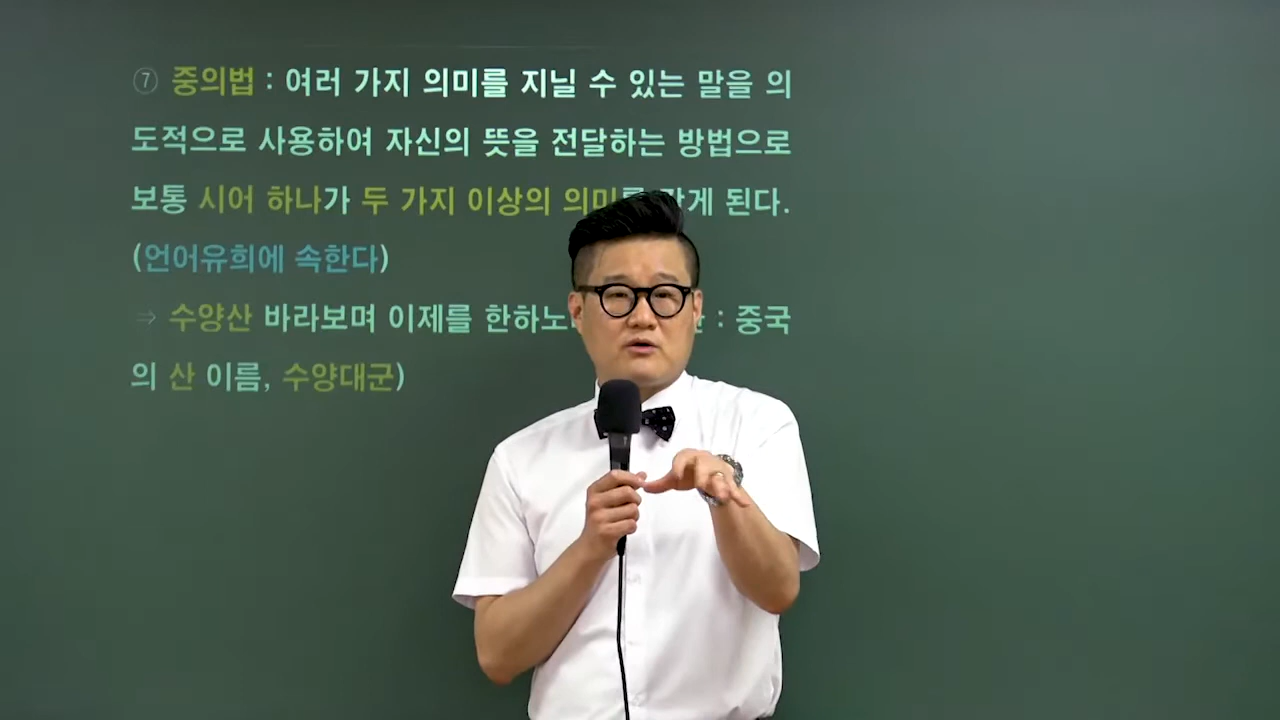 ⑦ 중의법 : 여러 가지 의미를 지닐 수 있는 말을 의
도적으로 사용하여 자신의 뜻을 전달하는 방법으로
보통 시어 하나가 두 가지 이상의 의미를 갖게 된다.
(언어유희에 속한다)
⇒ 수양산 바라보며 이제를 한하노 : 중국
의 산 이름, 수양대군)